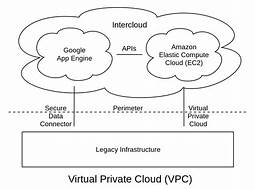 Intercloud
Google
App Engine
APIs
Amazon
Elastic Compute
Cloud (EC2)
Secure
Data
Connector
Perimeter
Virtual
Private
Cloud
Legacy Infrastructure
Virtual Private Cloud (VPC)